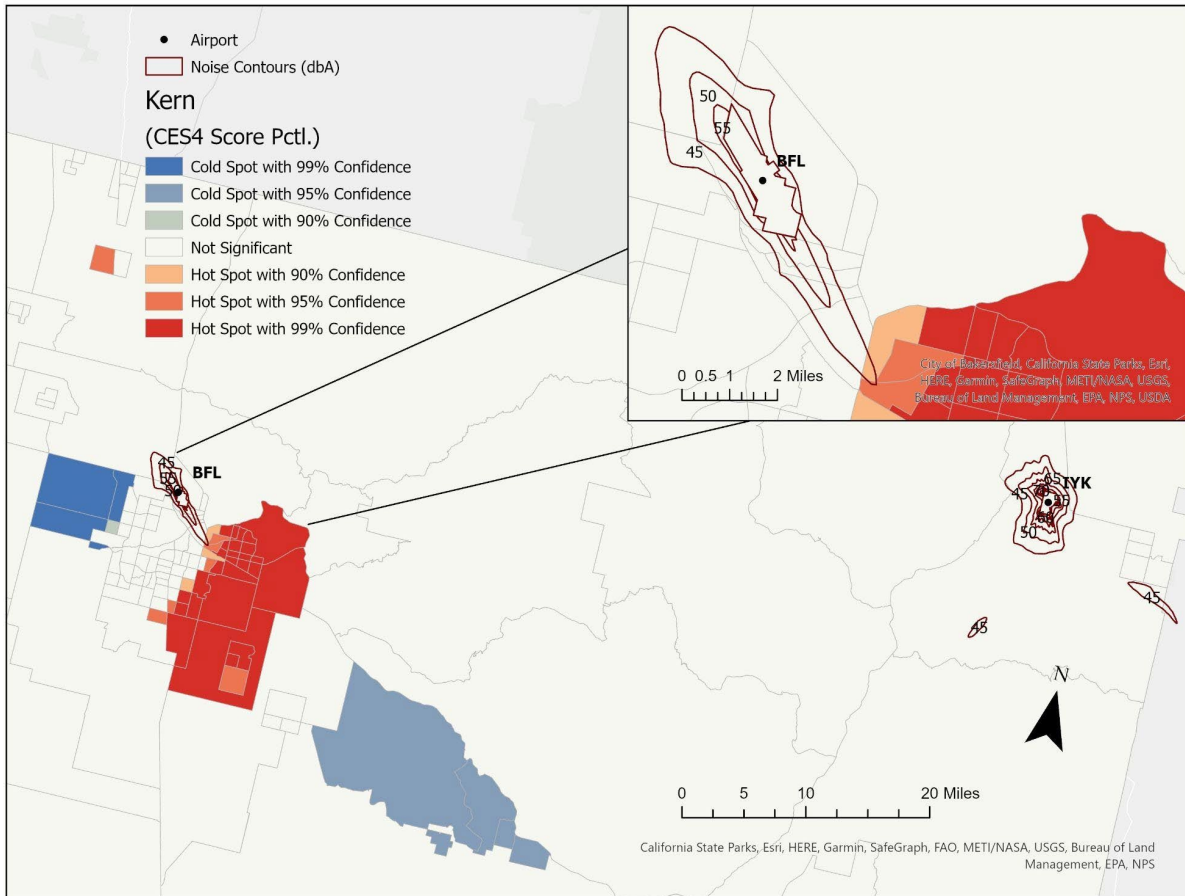 Airport
Noise Contours (dbA)
Kern
(CES4 Score Pctl.)
Cold Spot with 99% Confidence
Cold Spot with 95% Confidence
Cold Spot with 90% Confidence
Not Significant
Hot Spot with 90% Confidence
Hot Spot with 95% Confidence
Hot Spot with 99% Confidence
50
55
45
BFL
0 0.5 1 2 Miles
City of Bakersfield, California State Parks, Esri,
HERE, Garmin, SafeGraph, METI/NASA, USGS,
Bureau of Land Management, EPA, NPS, USDA
45
55
BFL
50
65
IYK
45
55
50
45
45
N
0 5 10 20 Miles
California State Parks, Esri, HERE, Garmin, SafeGraph, FAO, METI/NASA, USGS, Bureau of Land
Management, EPA, NPS